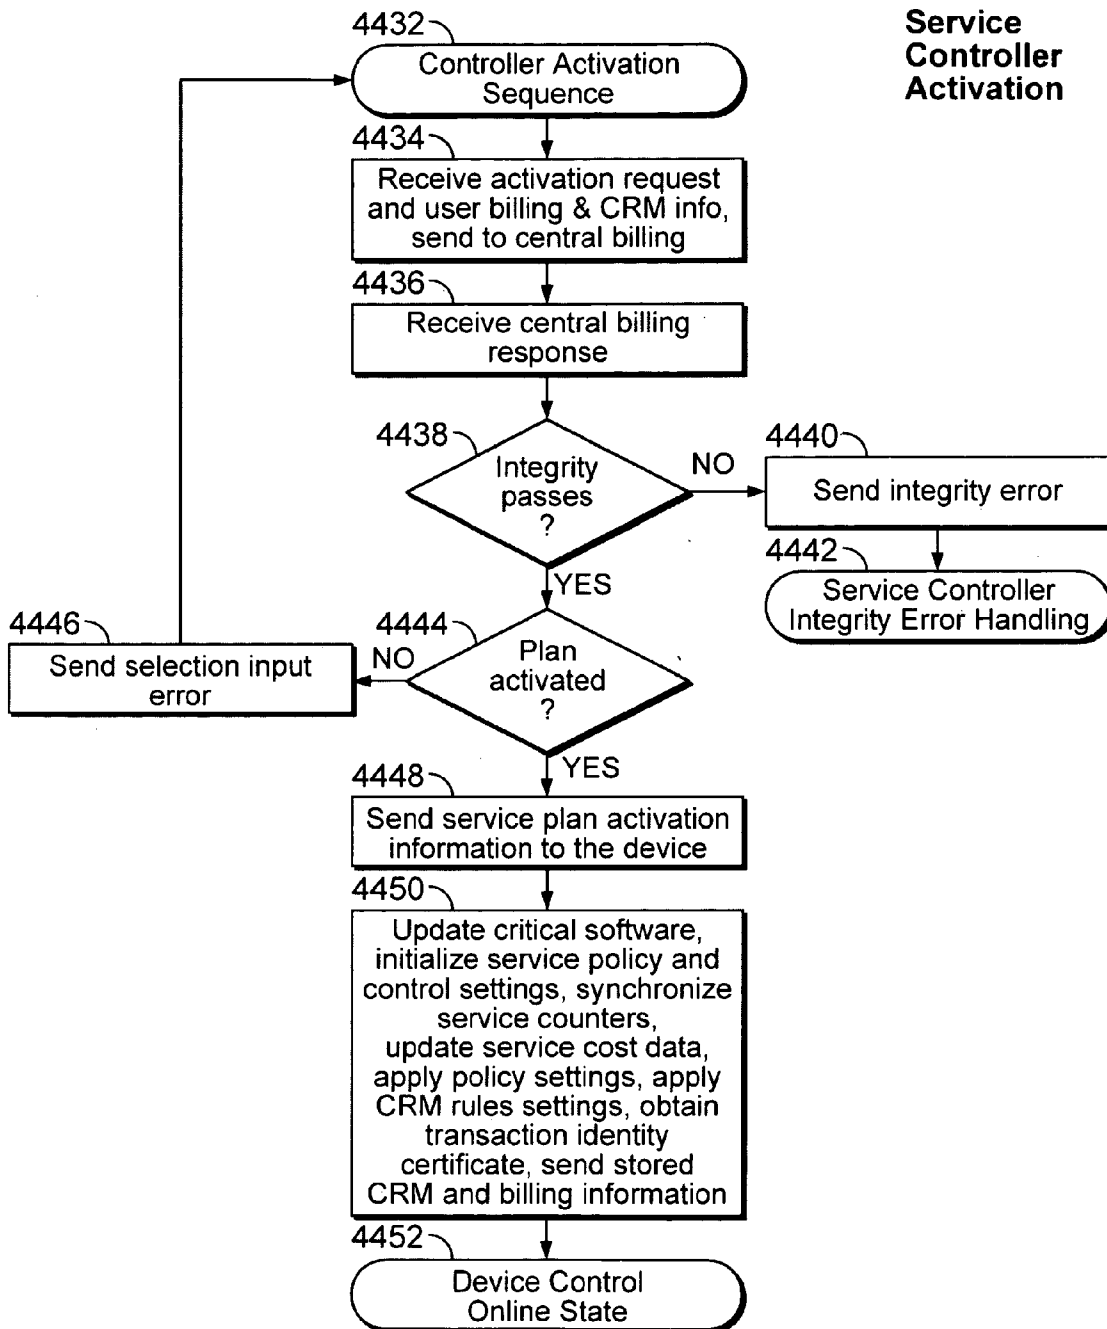 Service
Controller
Activation
4432
Controller Activation
Sequence
4434
Receive activation request
and user billing & CRM info,
send to central billing
4436
Receive central billing
response
4438
Integrity
passes
?
NO
4440
Send integrity error
4442
Service Controller
Integrity Error Handling
YES
4444
Plan
activated
?
NO
4446
Send selection input
error
YES
4448
Send service plan activation
information to the device
4450
Update critical software,
initialize service policy and
control settings, synchronize
service counters,
update service cost data,
apply policy settings, apply
CRM rules settings, obtain
transaction identity
certificate, send stored
CRM and billing information
4452
Device Control
Online State